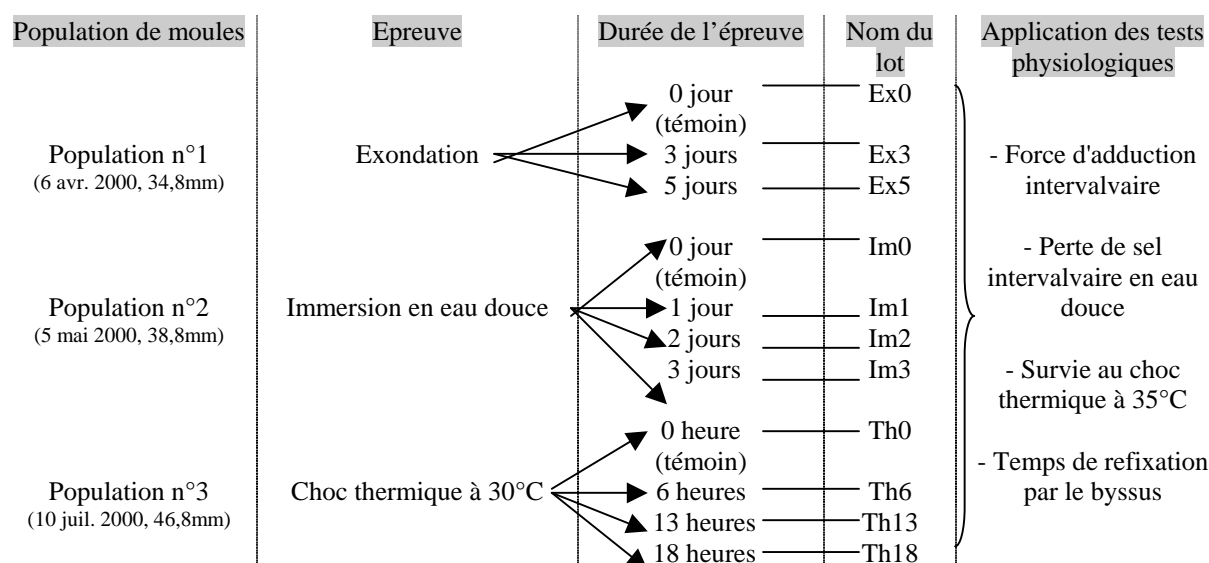 Population de moules
Epreuve
Durée de l'épreuve
Nom du
lot
Application des tests
physiologiques
Population n°1
(6 avr. 2000, 34,8mm)
Exondation
0 jour
(témoin)
3 jours
5 jours
Ex0
Ex3
Ex5
Population n°2
(5 mai 2000, 38,8mm)
Immersion en eau douce
0 jour
(témoin)
1 jour
2 jours
3 jours
Im0
Im1
Im2
Im3
Population n°3
(10 juil. 2000, 46,8mm)
Choc thermique à 30°C
0 heure
(témoin)
6 heures
13 heures
18 heures
Th0
Th6
Th13
Th18
- Force d'adduction
intervalvaire
- Perte de sel
intervalvaire en eau
douce
- Survie au choc
thermique à 35°C
- Temps de refixation
par le byssus